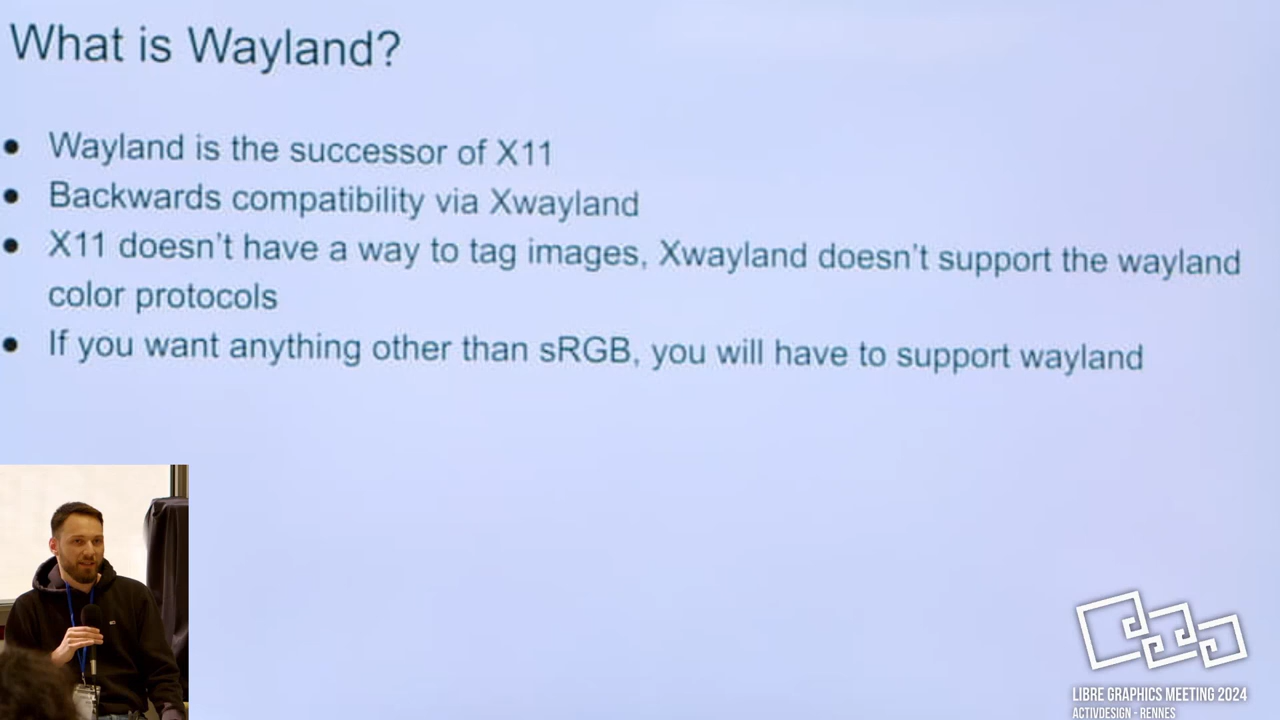 What is Wayland?
● Wayland is the successor of X11
● Backwards compatibility via Xwayland
● X11 doesn't have a way to tag images, Xwayland doesn't support the wayland
color protocols
● If you want anything other than sRGB, you will have to support wayland
LIBRE GRAPHICS MEETING 2024
ACTIVDESIGN - RENNES